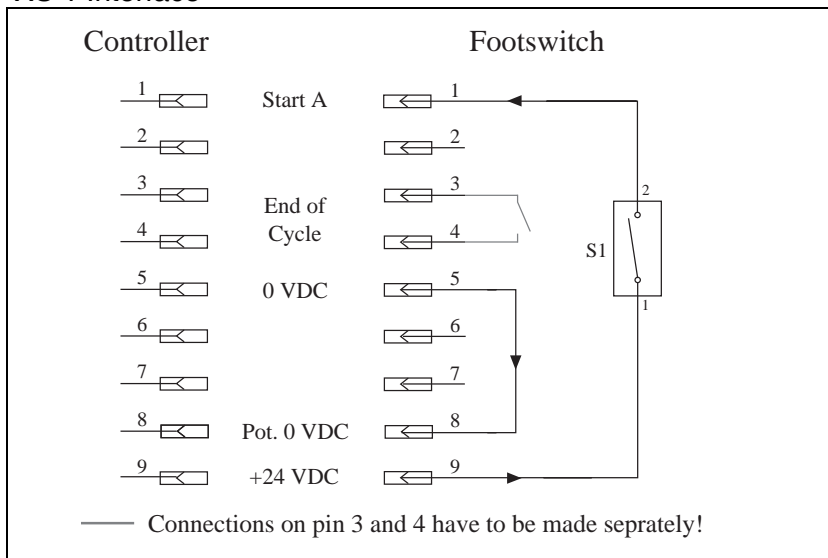 Controller Footswitch
1 Start A 1
2 2
3 3 2
End of
4 Cycle 4
S1
5 0 VDC 5
1
6 6
7 7
8 Pot. 0 VDC 8
9 +24 VDC 9
Connections on pin 3 and 4 have to be made seprately!